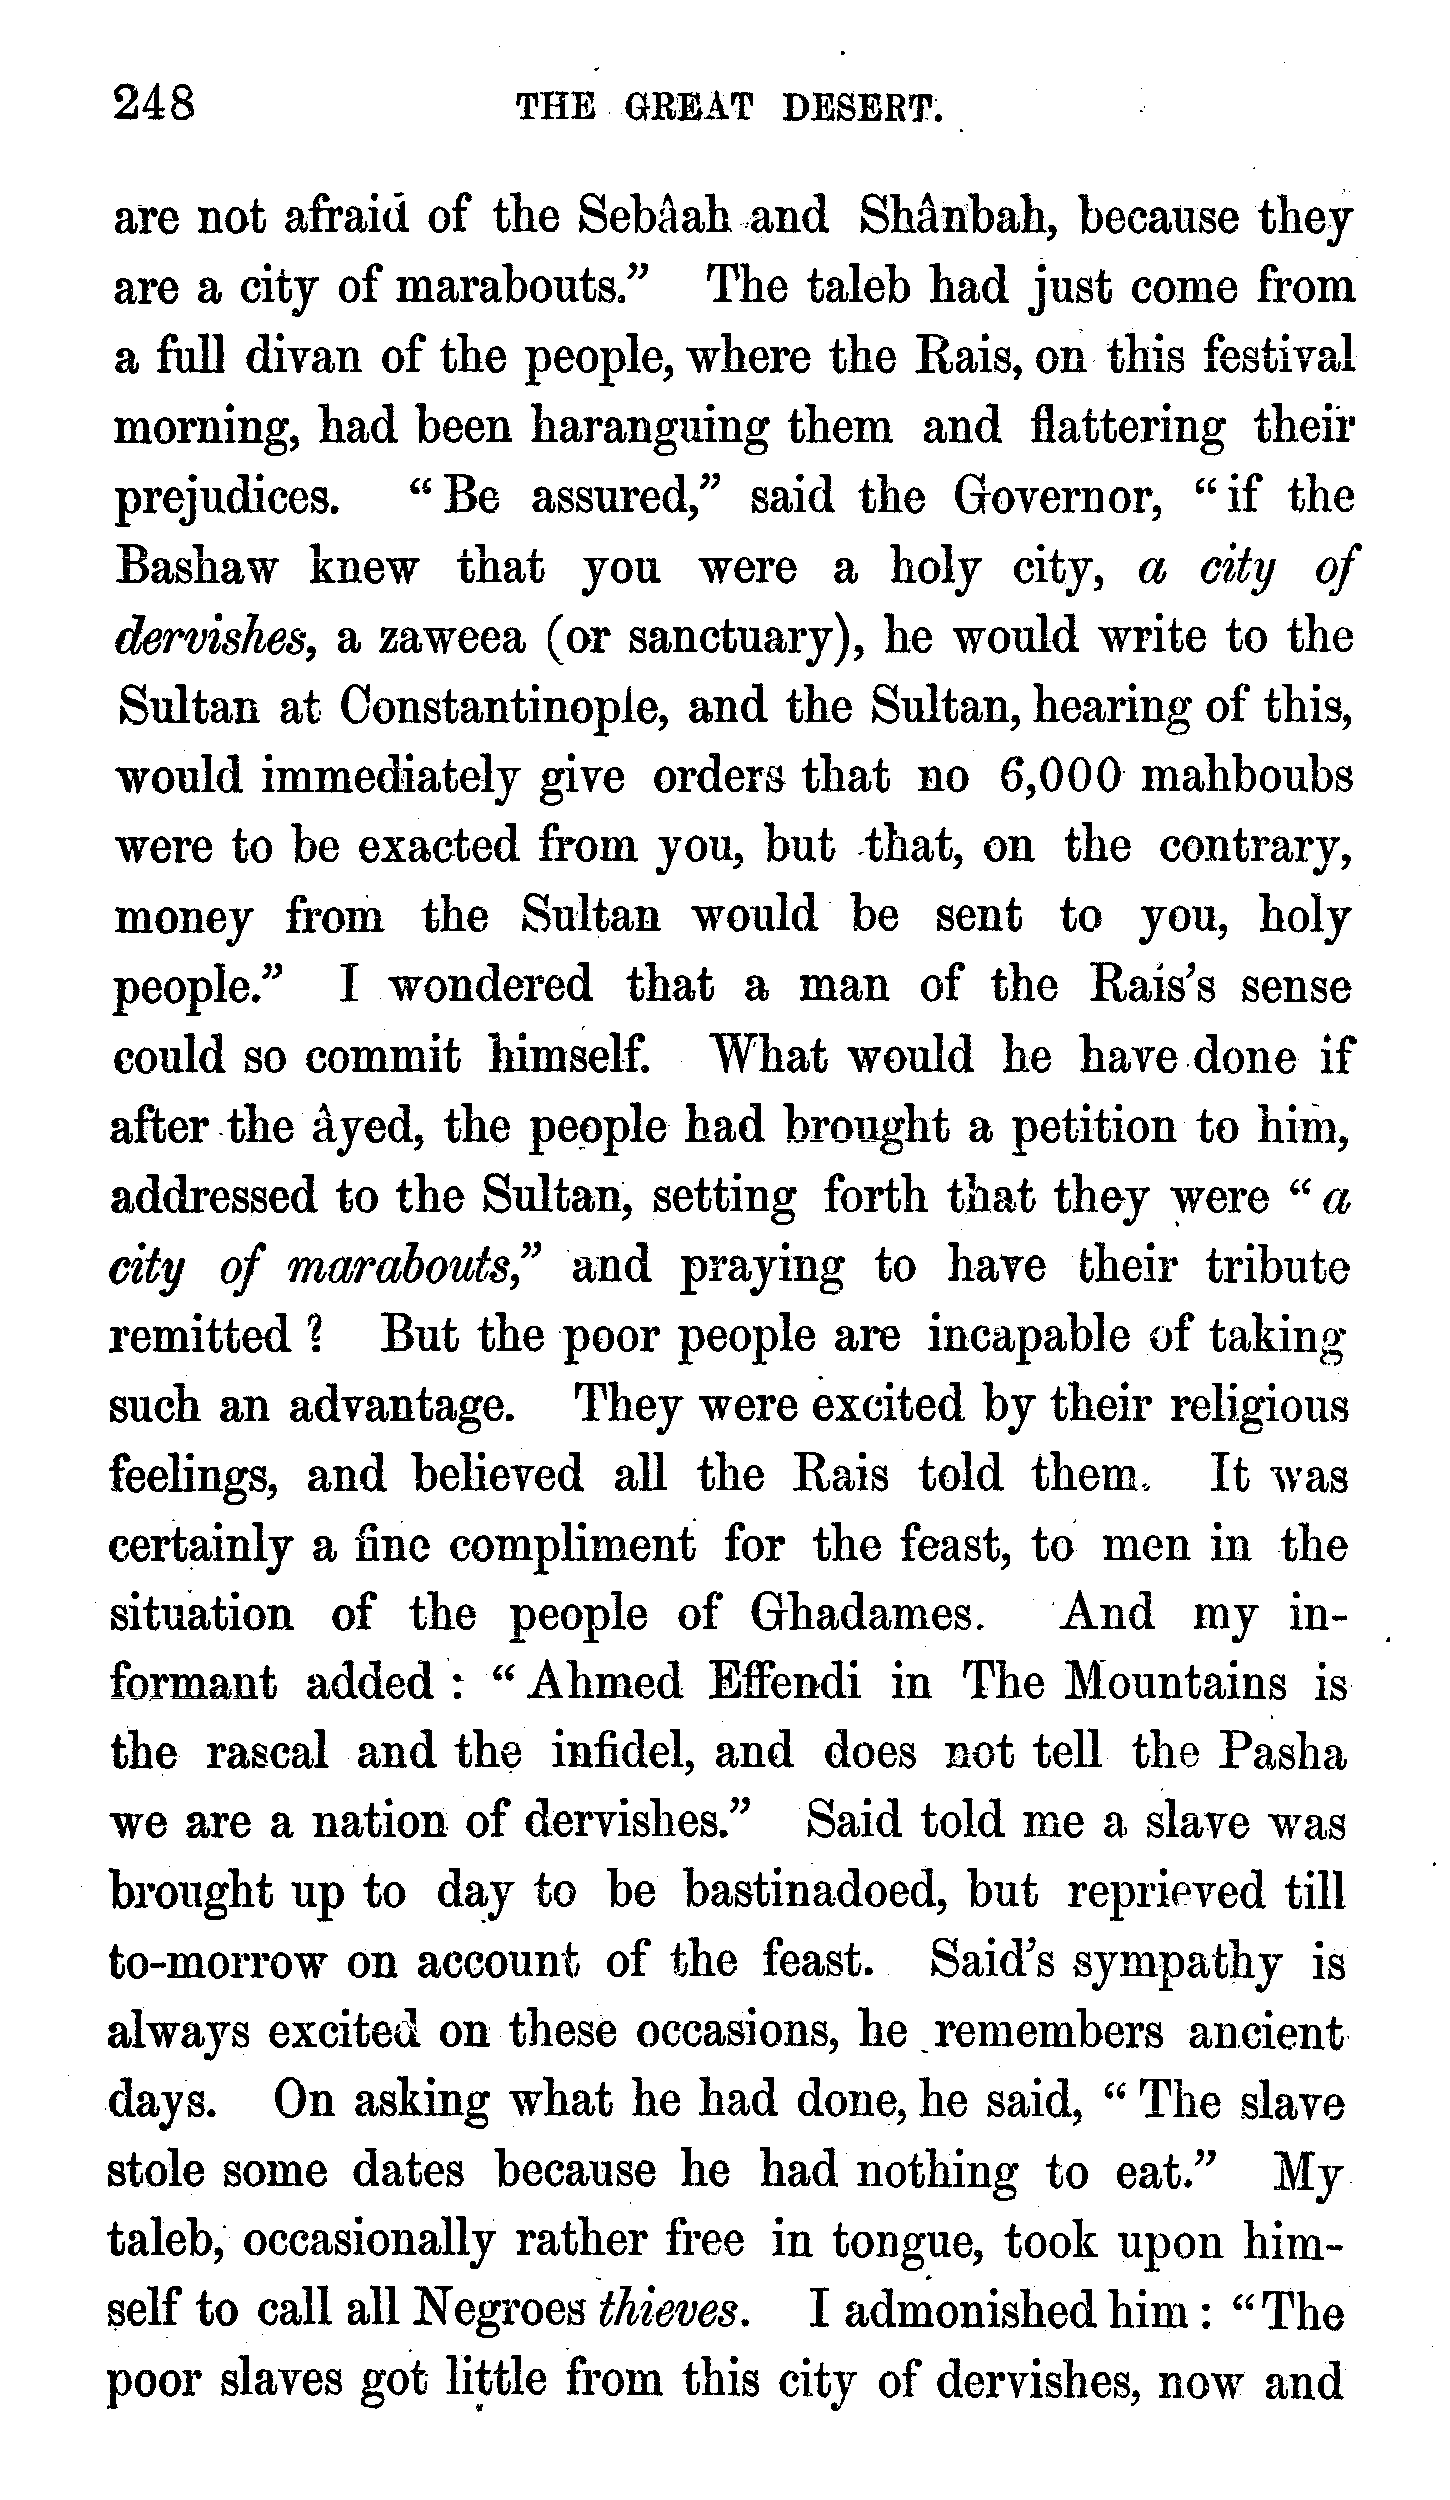 248 THE GREAT DESERT.
are not afraid of the Sebâah and Shânbah, because they
are a city of marabouts.” The taleb had just come from
a full divan of the people, where the Rais, on this festival
morning, had been haranguing them and flattering their
prejudices. “Be assured,” said the Governor, “if the
Bashaw knew that you were a holy city, a city of
dervishes, a zaweea (or sanctuary), he would write to the
Sultan at Constantinople, and the Sultan, hearing of this,
would immediately give orders that no 6,000 mahboubs
were to be exacted from you, but that, on the contrary,
money from the Sultan would be sent to you, holy
people.” I wondered that a man of the Rais’s sense
could so commit himself. What would he have done if
after the âyed, the people had brought a petition to him,
addressed to the Sultan, setting forth that they were “a
city of marabouts,” and praying to have their tribute
remitted? But the poor people are incapable of taking
such an advantage. They were excited by their religious
feelings, and believed all the Rais told them. It was
certainly a fine compliment for the feast, to men in the
situation of the people of Ghadames. And my in-
formant added: “Ahmed Effendi in The Mountains is
the rascal and the infidel, and does not tell the Pasha
we are a nation of dervishes.” Said told me a slave was
brought up to day to be bastinadoed, but reprieved till
to-morrow on account of the feast. Said’s sympathy is
always excited on these occasions, he remembers ancient
days. On asking what he had done, he said, “The slave
stole some dates because he had nothing to eat.” My
taleb, occasionally rather free in tongue, took upon him-
self to call all Negroes thieves. I admonished him: “The
poor slaves got little from this city of dervishes, now and